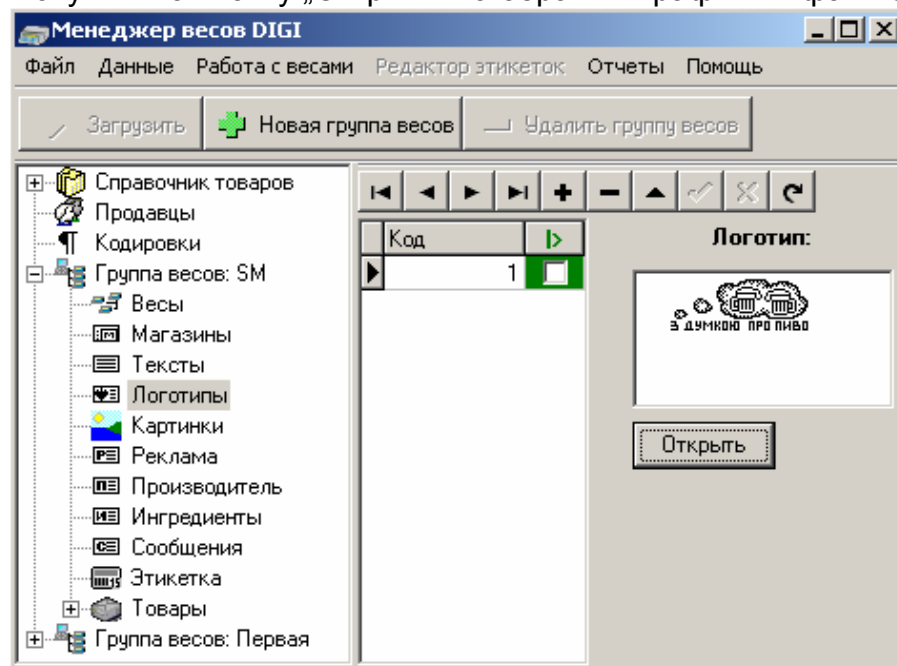 Менеджер весов DIGI
Файл Данные Работа с весами Редактор этикеток Отчеты Помощь
Загрузить Новая группа весов Удалить группу весов
Справочник товаров
Продавцы
Кодировки
Группа весов: SM
Весы
Магазины
Тексты
Логотипы
Картинки
Реклама
Производитель
Ингредиенты
Сообщения
Этикетка
Товары
Группа весов: Первая
Код
1
Логотип:
З ДУМКОЮ ПРО ПИВО
Открыть